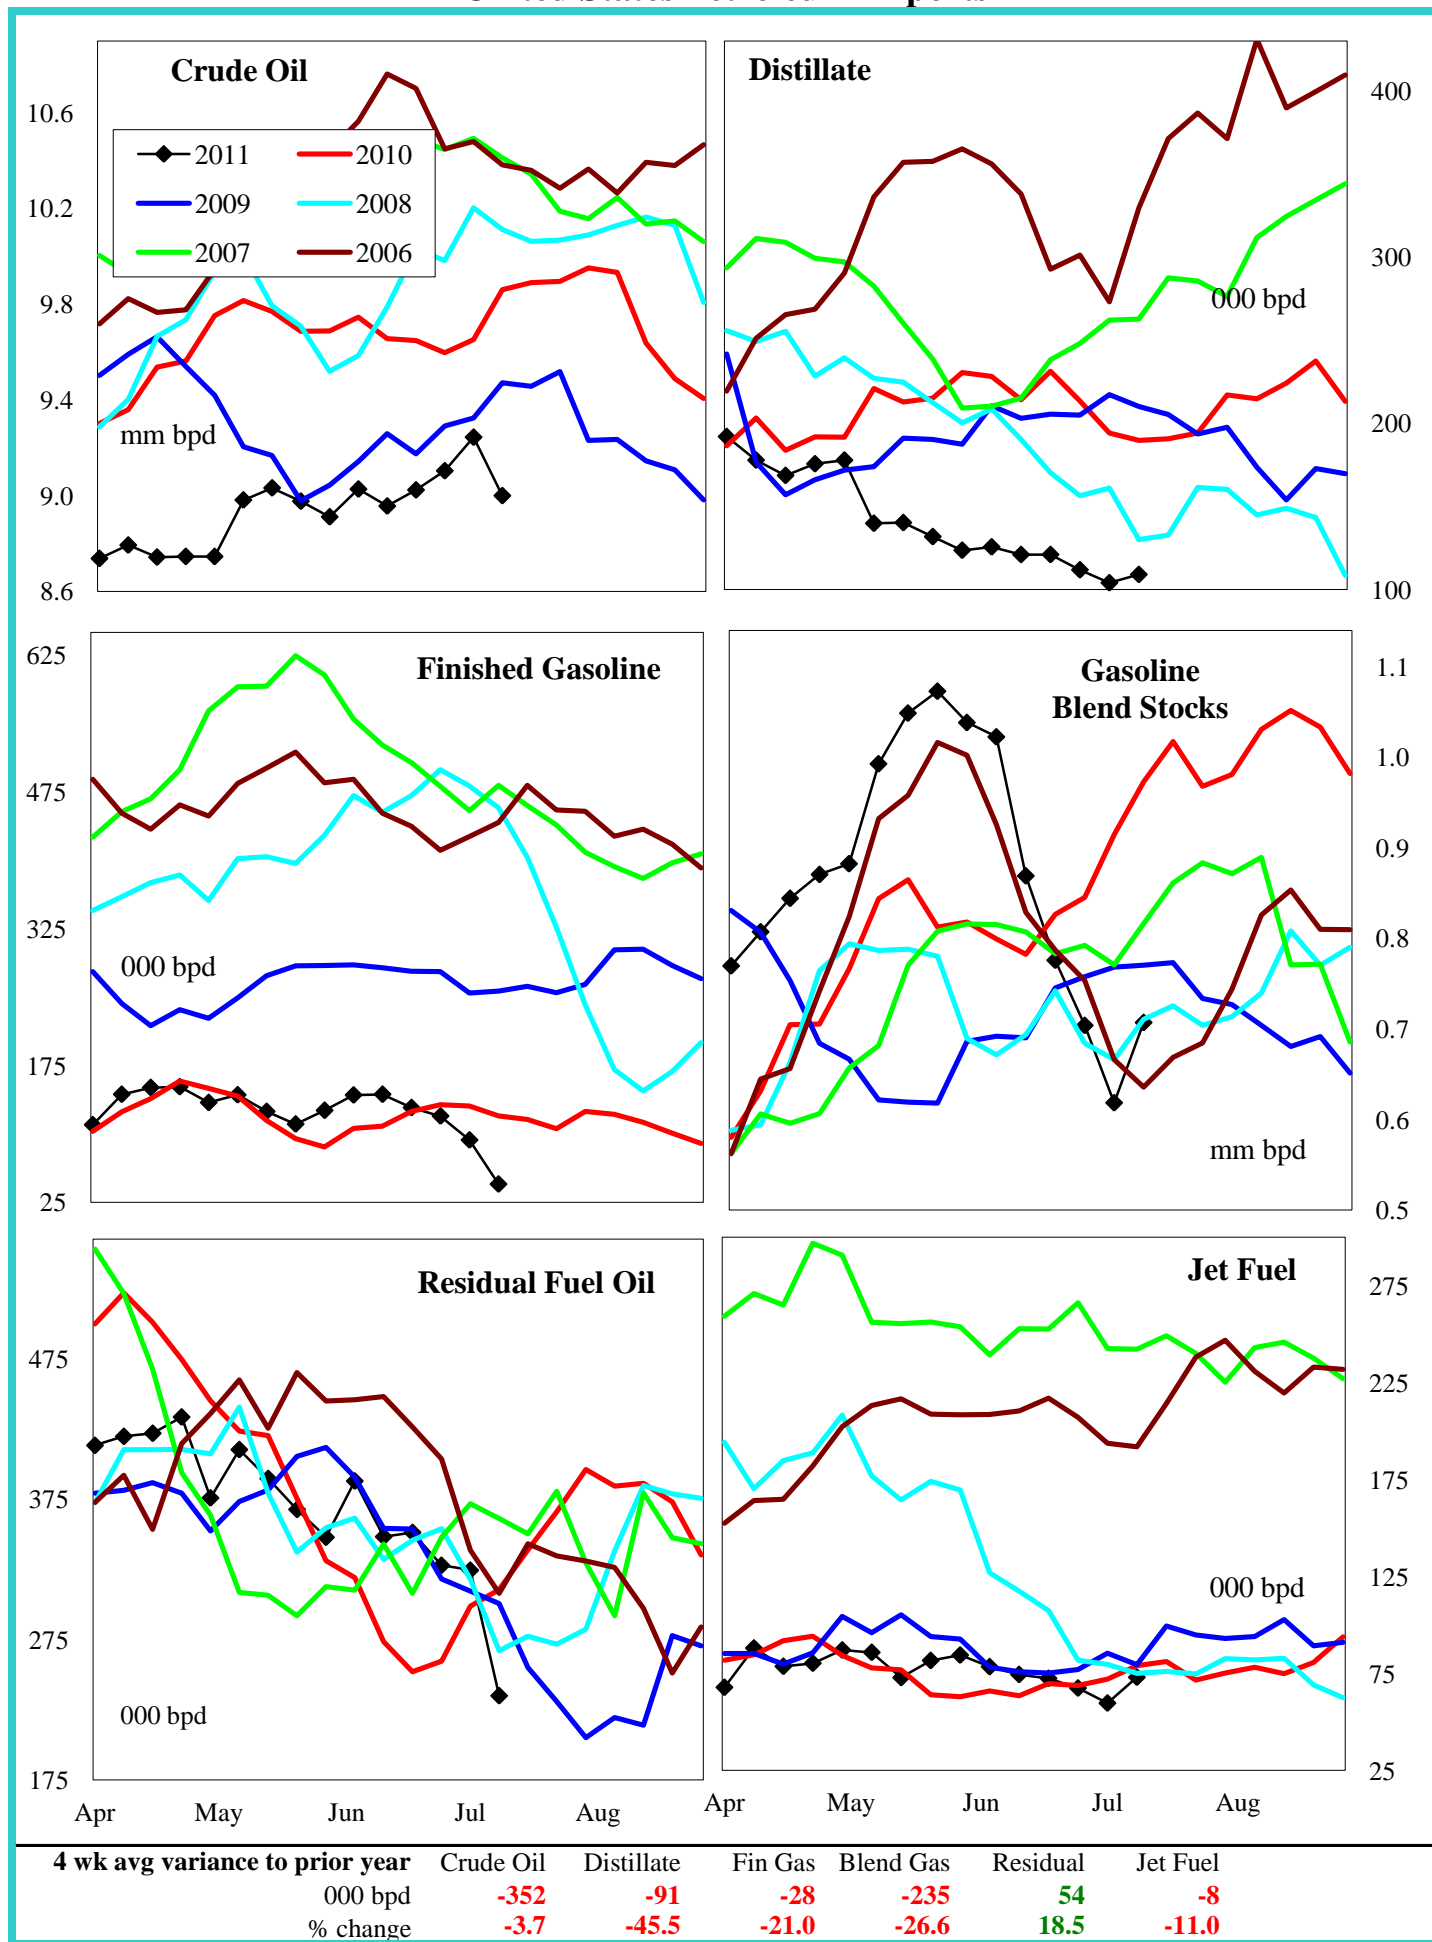 Crude Oil
10.6
10.2
9.8
9.4
9.0
8.6
2011
2010
2009
2008
2007
2006
mm bpd
Distillate
400
300
200
100
000 bpd
Finished Gasoline
625
475
325
175
25
000 bpd
Gasoline
Blend Stocks
1.1
1.0
0.9
0.8
0.7
0.6
0.5
mm bpd
Residual Fuel Oil
475
375
275
175
000 bpd
Apr May Jun Jul Aug
Jet Fuel
275
225
175
125
75
25
000 bpd
Apr May Jun Jul Aug
4 wk avg variance to prior year Crude Oil Distillate Fin Gas Blend Gas Residual Jet Fuel
000 bpd -352 -91 -28 -235 54 -8
% change -3.7 -45.5 -21.0 -26.6 18.5 -11.0